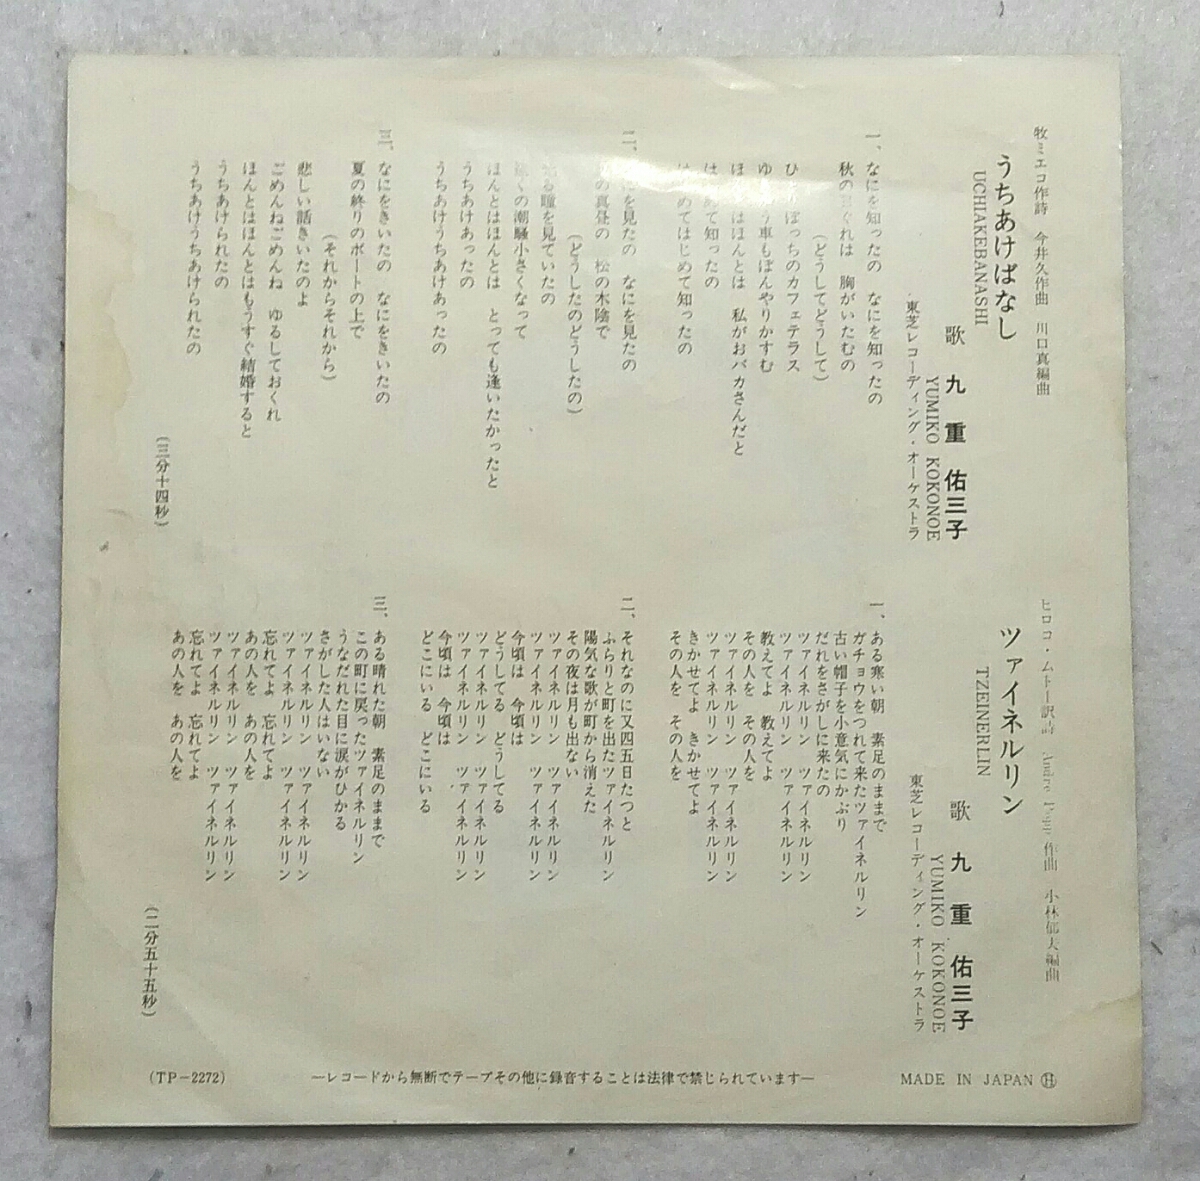 牧ミエコ作詩 今井久作曲 川口真編曲
うちあけばなし
UCHIAKEBANASHI
歌 九重佑三子
YUMIKO KOKONOE
東芝レコーディング・オーケストラ
一、なにを知ったの なにを知ったの
秋の ぐれは 胸がいたむの
(どうしてどうして)
ひ りぼっちのカフェテラス
ゆ う車もぼんやりかすむ
ほ はほんとは 私がおバカさんだと
は めて知ったの
じめてはじめて知ったの
二、 にを見たの なにを見たの
の真昼の 松の木陰で
(どうしたのどうしたの)
る瞳を見ていたの
くの潮騒小さくなって
ほんとはほんとは とっても逢いたかったと
うちあけあったの
うちあけうちあけあったの
三、なにをきいたの なにをきいたの
夏の終りのボートの上で
(それからそれから)
悲しい話きいたのよ
ごめんねごめんね ゆるしておくれ
ほんとはほんとはもうすぐ結婚すると
うちあけられたの
うちあけうちあけられたの
(三分十四秒)
ヒロコ・ムトー訳詩 作曲 小林郁夫編曲
ツァイネルリン
TZEINERLIN
歌 九重佑三子
YUMIKO KOKONOE
東芝レコーディング・オーケストラ
一、ある寒い朝 素足のままで
ガチョウをつれて来たツァイネルリン
古い帽子を小意気にかぶり
だれをさがしに来たの
ツァイネルリン ツァイネルリン
ツァイネルリン ツァイネルリン
教えてよ 教えてよ
その人を その人を
ツァイネルリン ツァイネルリン
ツァイネルリン ツァイネルリン
きかせてよ きかせてよ
その人を その人を
二、それなのに又四五日たつと
ふらりと町を出たツァイネルリン
陽気な歌が町から消えた
その夜は月も出ない
ツァイネルリン ツァイネルリン
ツァイネルリン ツァイネルリン
今頃は 今頃は
どうしてる どうしてる
ツァイネルリン ツァイネルリン
ツァイネルリン ツァイネルリン
今頃は 今頃は
どこにいる どこにいる
三、ある晴れた朝 素足のままで
この町に戻ったツァイネルリン
うなだれた目に涙がひかる
さがした人はいない
ツァイネルリン ツァイネルリン
ツァイネルリン ツァイネルリン
忘れてよ 忘れてよ
あの人を あの人を
ツァイネルリン ツァイネルリン
ツァイネルリン ツァイネルリン
忘れてよ 忘れてよ
あの人を あの人を
(二分五十五秒)
(TP-2272)
―レコードから無断でテープその他に録音することは法律で禁じられています―
MADE IN JAPAN Ⓗ